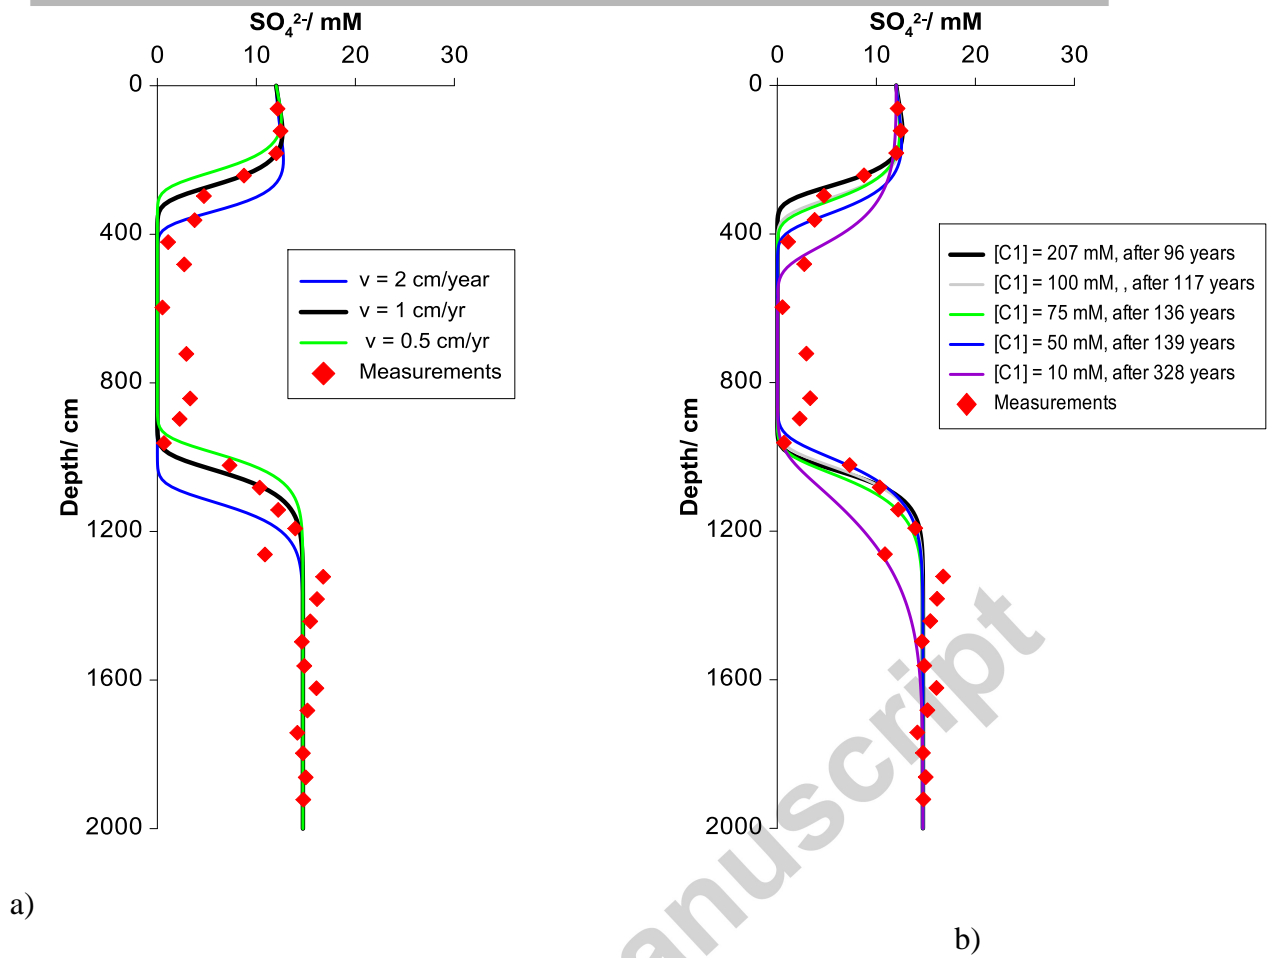 SO₄²⁻/ mM
0 10 20 30
0
400
800
1200
1600
2000
Depth/ cm
v = 2 cm/year
v = 1 cm/yr
v = 0.5 cm/yr
Measurements
a)
SO₄²⁻/ mM
0 10 20 30
0
400
800
1200
1600
2000
Depth/ cm
[C1] = 207 mM, after 96 years
[C1] = 100 mM, , after 117 years
[C1] = 75 mM, after 136 years
[C1] = 50 mM, after 139 years
[C1] = 10 mM, after 328 years
Measurements
b)
anuscript